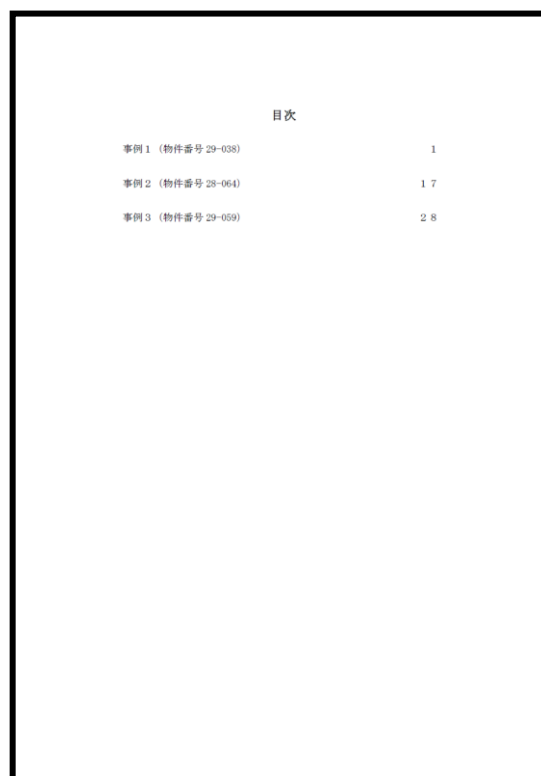 目次
事例１（物件番号 29-038） １
事例２（物件番号 28-064） １７
事例３（物件番号 29-059） ２８